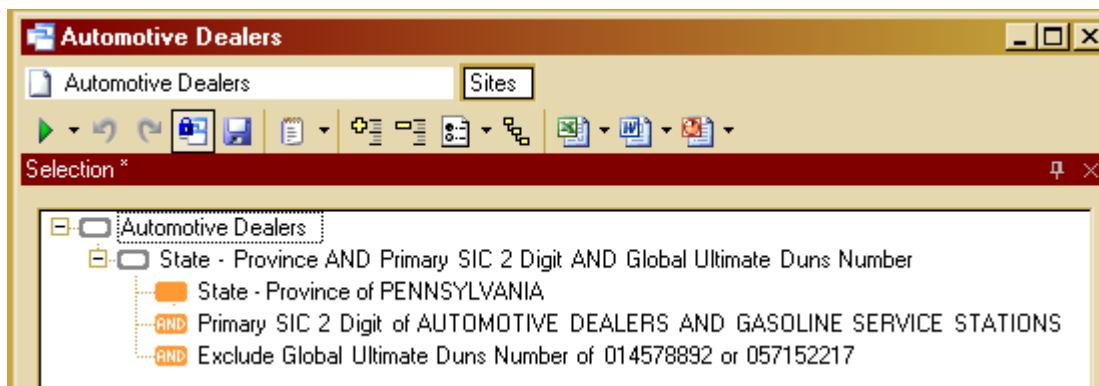 Automotive Dealers
Automotive Dealers Sites
Selection *
Automotive Dealers
State - Province AND Primary SIC 2 Digit AND Global Ultimate Duns Number
State - Province of PENNSYLVANIA
AND Primary SIC 2 Digit of AUTOMOTIVE DEALERS AND GASOLINE SERVICE STATIONS
AND Exclude Global Ultimate Duns Number of 014578892 or 057152217